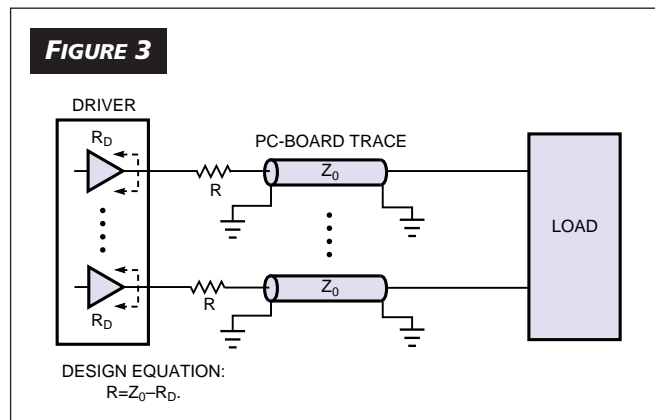 FIGURE 3
DRIVER
R_D
PC-BOARD TRACE
Z_0
R
LOAD
R_D
R
Z_0
DESIGN EQUATION:
R=Z_0–R_D.